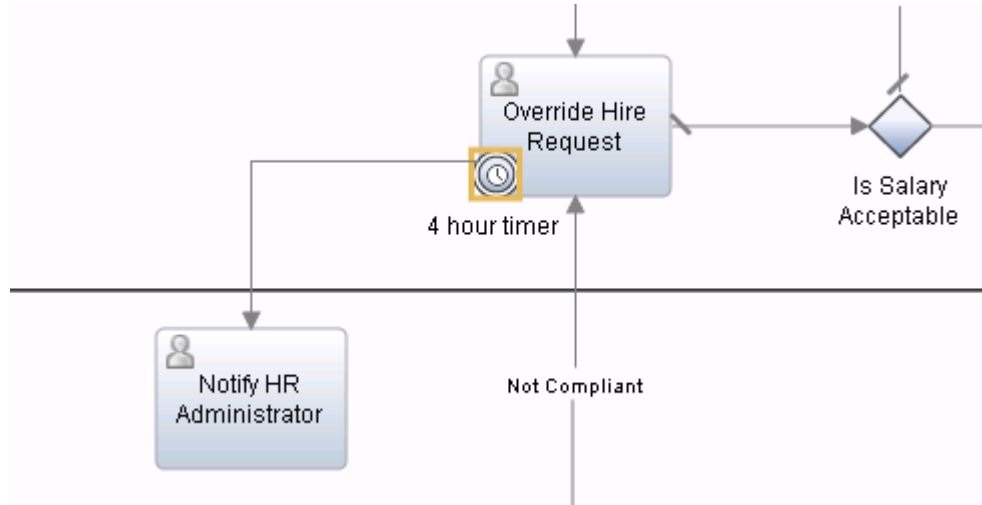 Override Hire
Request
Is Salary
Acceptable
4 hour timer
Notify HR
Administrator
Not Compliant